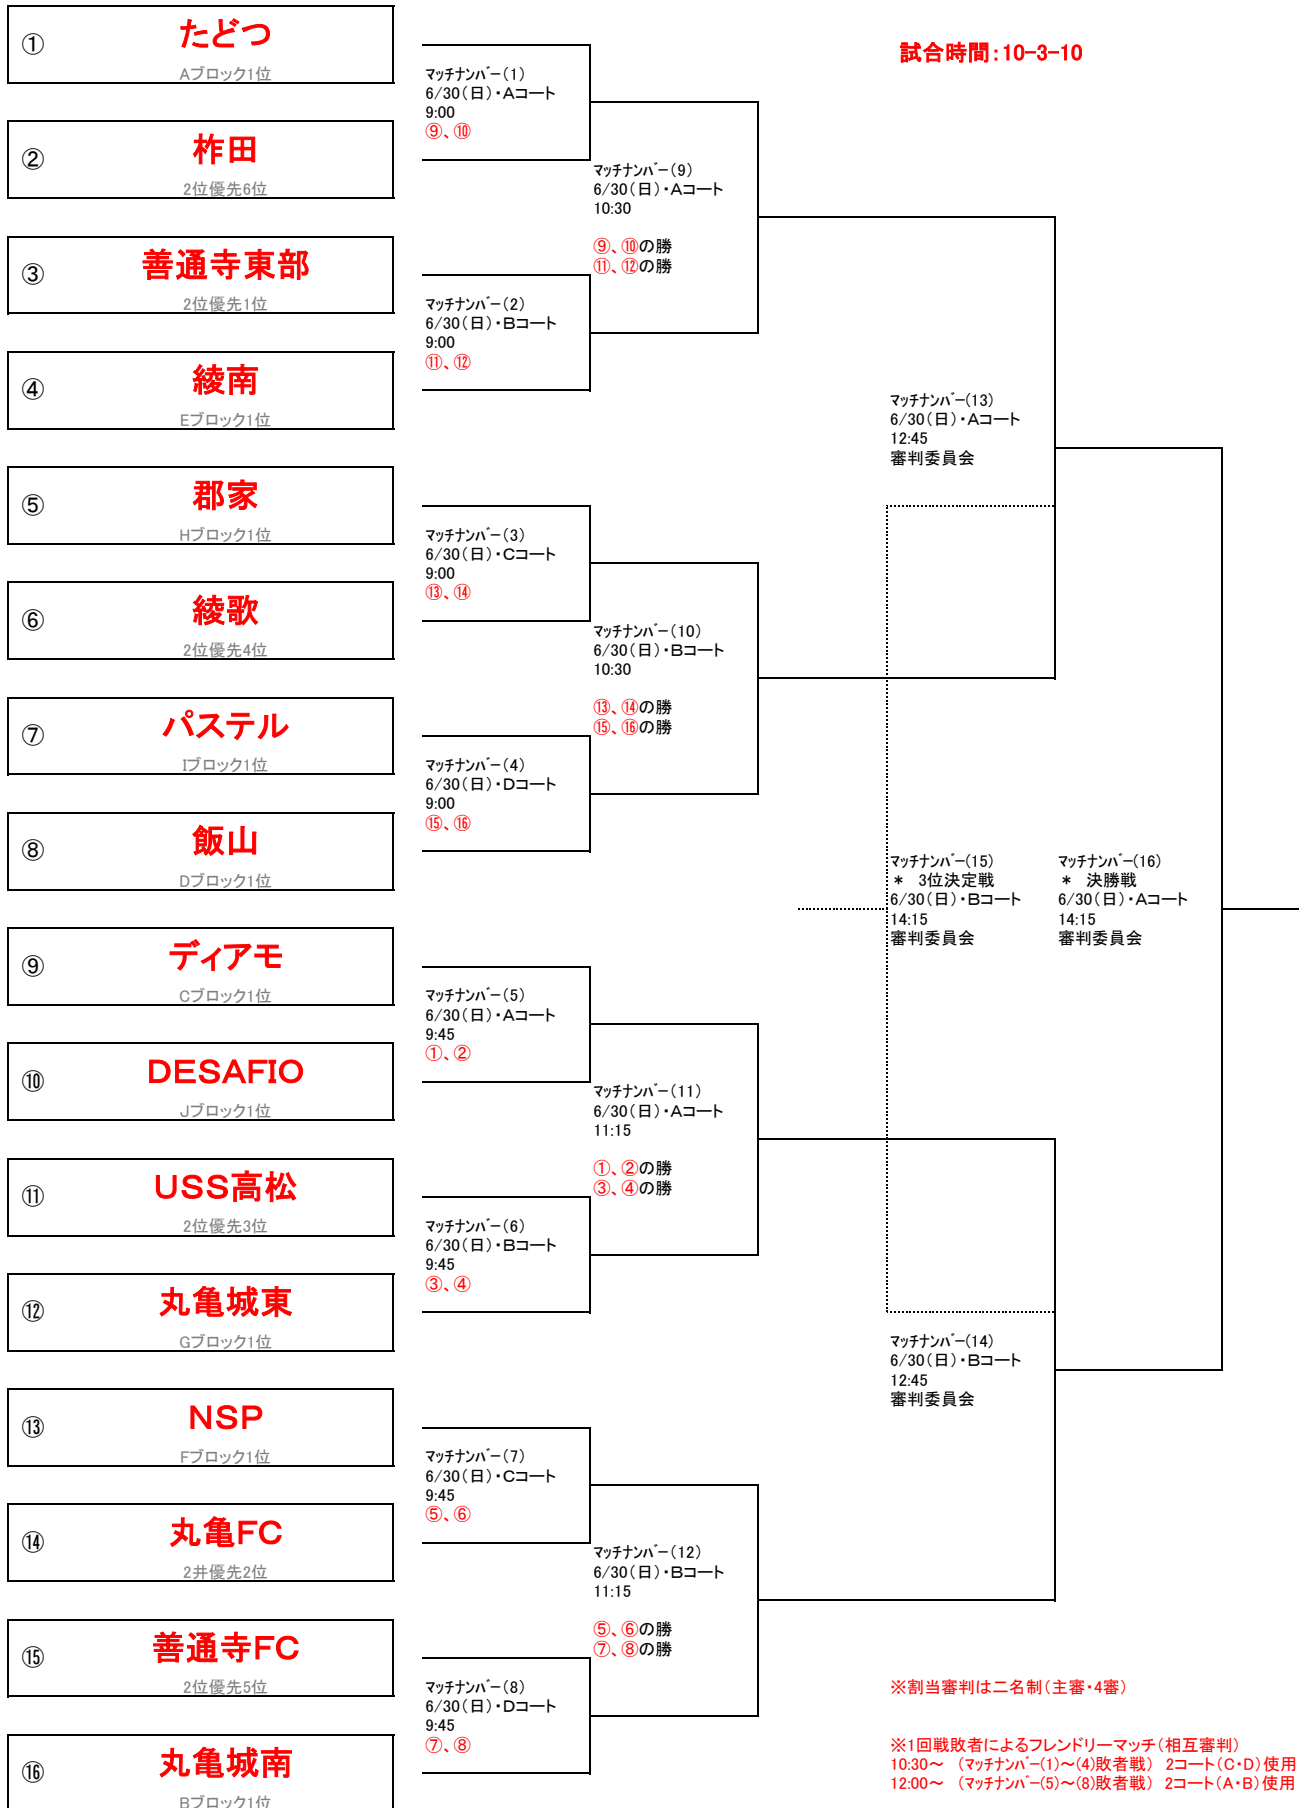 ① たどつ
Aブロック1位
② 柞田
2位優先6位
③ 善通寺東部
2位優先1位
④ 綾南
Eブロック1位
⑤ 郡家
Hブロック1位
⑥ 綾歌
2位優先4位
⑦ パステル
Iブロック1位
⑧ 飯山
Dブロック1位
⑨ ディアモ
Cブロック1位
⑩ DESAFIO
Jブロック1位
⑪ USS高松
2位優先3位
⑫ 丸亀城東
Gブロック1位
⑬ NSP
Fブロック1位
⑭ 丸亀FC
2井優先2位
⑮ 善通寺FC
2位優先5位
⑯ 丸亀城南
Bブロック1位
試合時間：10-3-10
ﾏｯﾁﾅﾝﾊﾞｰ(1)
6/30(日)・Aコート
9:00
⑨、⑩
ﾏｯﾁﾅﾝﾊﾞｰ(2)
6/30(日)・Bコート
9:00
⑪、⑫
ﾏｯﾁﾅﾝﾊﾞｰ(3)
6/30(日)・Cコート
9:00
⑬、⑭
ﾏｯﾁﾅﾝﾊﾞｰ(4)
6/30(日)・Dコート
9:00
⑮、⑯
ﾏｯﾁﾅﾝﾊﾞｰ(5)
6/30(日)・Aコート
9:45
①、②
ﾏｯﾁﾅﾝﾊﾞｰ(6)
6/30(日)・Bコート
9:45
③、④
ﾏｯﾁﾅﾝﾊﾞｰ(7)
6/30(日)・Cコート
9:45
⑤、⑥
ﾏｯﾁﾅﾝﾊﾞｰ(8)
6/30(日)・Dコート
9:45
⑦、⑧
ﾏｯﾁﾅﾝﾊﾞｰ(9)
6/30(日)・Aコート
10:30
⑨、⑩の勝
⑪、⑫の勝
ﾏｯﾁﾅﾝﾊﾞｰ(10)
6/30(日)・Bコート
10:30
⑬、⑭の勝
⑮、⑯の勝
ﾏｯﾁﾅﾝﾊﾞｰ(11)
6/30(日)・Aコート
11:15
①、②の勝
③、④の勝
ﾏｯﾁﾅﾝﾊﾞｰ(12)
6/30(日)・Bコート
11:15
⑤、⑥の勝
⑦、⑧の勝
ﾏｯﾁﾅﾝﾊﾞｰ(13)
6/30(日)・Aコート
12:45
審判委員会
ﾏｯﾁﾅﾝﾊﾞｰ(15)
* 3位決定戦
6/30(日)・Bコート
14:15
審判委員会
ﾏｯﾁﾅﾝﾊﾞｰ(16)
* 決勝戦
6/30(日)・Aコート
14:15
審判委員会
ﾏｯﾁﾅﾝﾊﾞｰ(14)
6/30(日)・Bコート
12:45
審判委員会
※割当審判は二名制(主審・4審)
※1回戦敗者によるフレンドリーマッチ(相互審判)
10:30～ (ﾏｯﾁﾅﾝﾊﾞｰ(1)～(4)敗者戦) 2コート(C・D)使用
12:00～ (ﾏｯﾁﾅﾝﾊﾞｰ(5)～(8)敗者戦) 2コート(A・B)使用